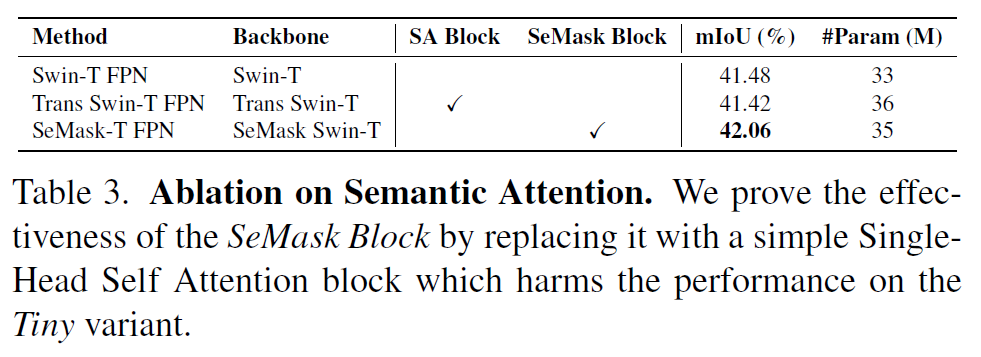 Method Backbone SA Block SeMask Block mIoU (%) #Param (M)
Swin-T FPN Swin-T 41.48 33
Trans Swin-T FPN Trans Swin-T ✓ 41.42 36
SeMask-T FPN SeMask Swin-T ✓ 42.06 35
Table 3. Ablation on Semantic Attention. We prove the effec-
tiveness of the SeMask Block by replacing it with a simple Single-
Head Self Attention block which harms the performance on the
Tiny variant.